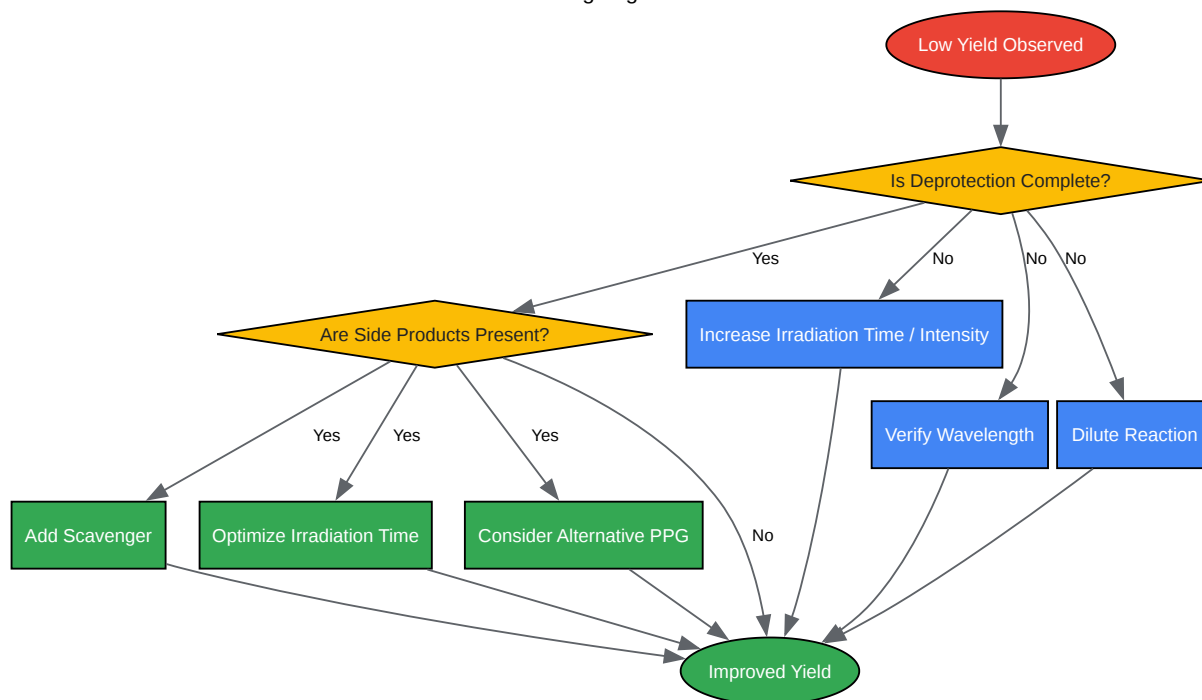 Low Yield Observed
Is Deprotection Complete?
Yes
No
No
No
Are Side Products Present?
Increase Irradiation Time / Intensity
Verify Wavelength
Dilute Reaction
Yes
Yes
Yes
Add Scavenger
Optimize Irradiation Time
Consider Alternative PPG
No
Improved Yield